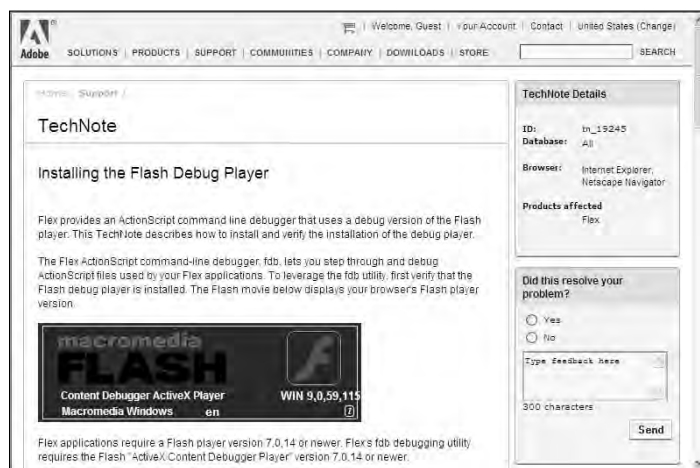 Welcome, Guest | Your Account | Contact | United States (Change)
Adobe
SOLUTIONS | PRODUCTS | SUPPORT | COMMUNITIES | COMPANY | DOWNLOADS | STORE
SEARCH
Home / Support /
TechNote
Installing the Flash Debug Player
Flex provides an ActionScript command line debugger that uses a debug version of the Flash
player. This TechNote describes how to install and verify the installation of the debug player.
The Flex ActionScript command-line debugger, fdb, lets you step through and debug
ActionScript files used by your Flex applications. To leverage the fdb utility, first verify that the
Flash debug player is installed. The Flash movie below displays your browser's Flash player
version.
macromedia
FLASH
Content Debugger ActiveX Player WIN 9,0,59,115
Macromedia Windows en
Flex applications require a Flash player version 7,0,14 or newer. Flex's fdb debugging utility
requires the Flash "ActiveX Content Debugger Player" version 7,0,14 or newer.
TechNote Details
ID: tn_19245
Database: All
Browser: Internet Explorer,
Netscape Navigator
Products affected
Flex
Did this resolve your
problem?
Yes
No
Type feedback here
300 characters
Send